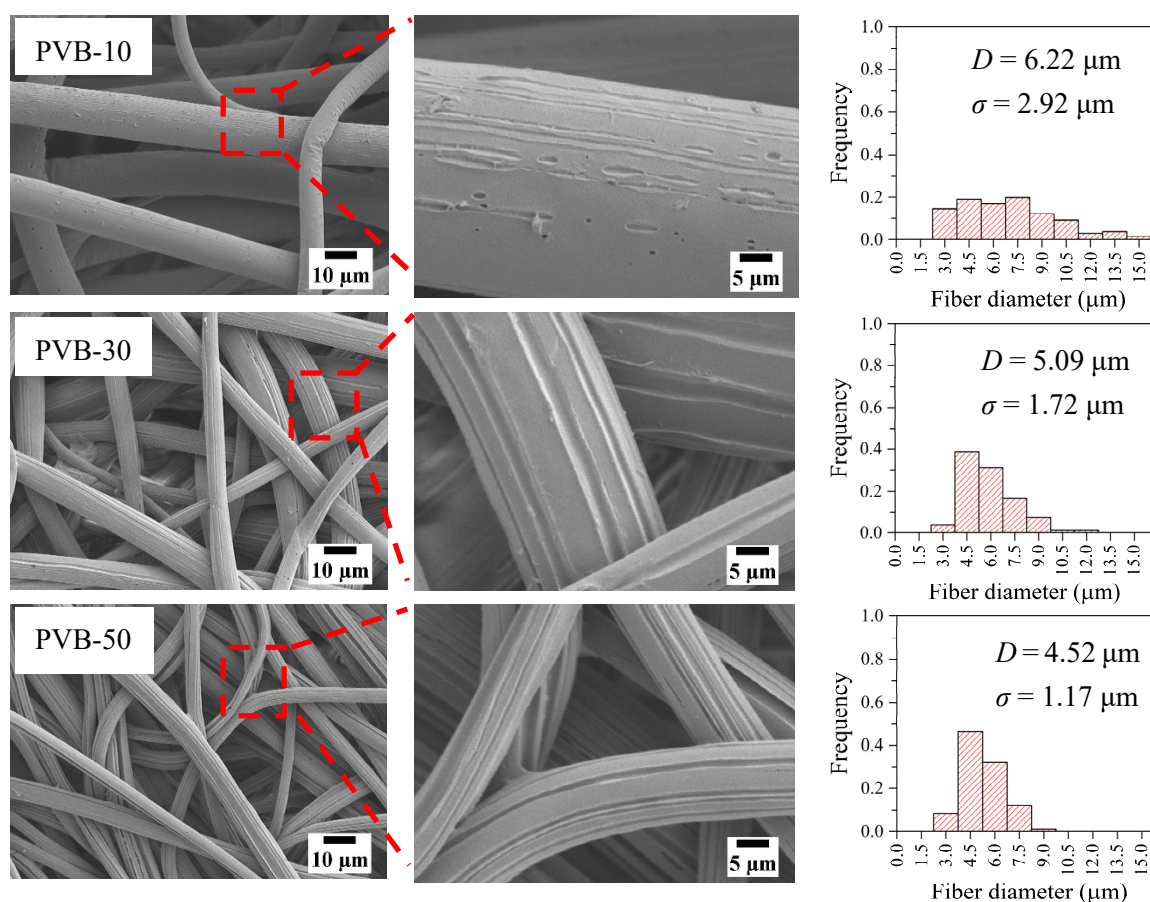 PVB-10
10 µm
5 µm
Frequency
1.0
0.8
0.6
0.4
0.2
0.0
D = 6.22 µm
σ = 2.92 µm
0.0 1.5 3.0 4.5 6.0 7.5 9.0 10.5 12.0 13.5 15.0
Fiber diameter (µm)
PVB-30
10 µm
5 µm
Frequency
1.0
0.8
0.6
0.4
0.2
0.0
D = 5.09 µm
σ = 1.72 µm
0.0 1.5 3.0 4.5 6.0 7.5 9.0 10.5 12.0 13.5 15.0
Fiber diameter (µm)
PVB-50
10 µm
5 µm
Frequency
1.0
0.8
0.6
0.4
0.2
0.0
D = 4.52 µm
σ = 1.17 µm
0.0 1.5 3.0 4.5 6.0 7.5 9.0 10.5 12.0 13.5 15.0
Fiber diameter (µm)